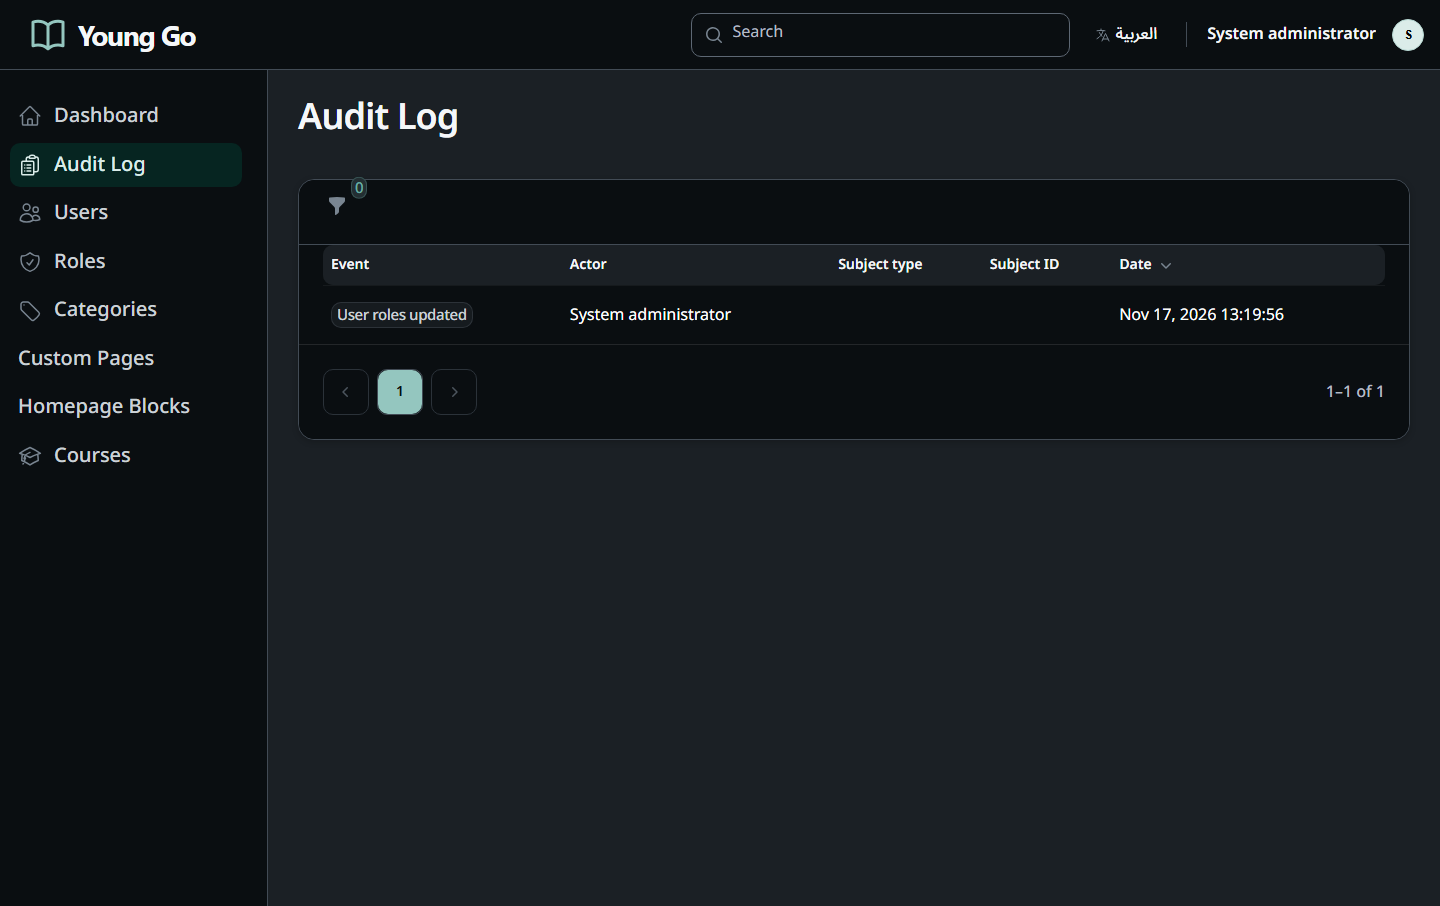 Young Go
Search
العربية
System administrator
S
Dashboard
Audit Log
Users
Roles
Categories
Custom Pages
Homepage Blocks
Courses
Audit Log
0
Event Actor Subject type Subject ID Date
User roles updated System administrator Nov 17, 2026 13:19:56
1
1–1 of 1